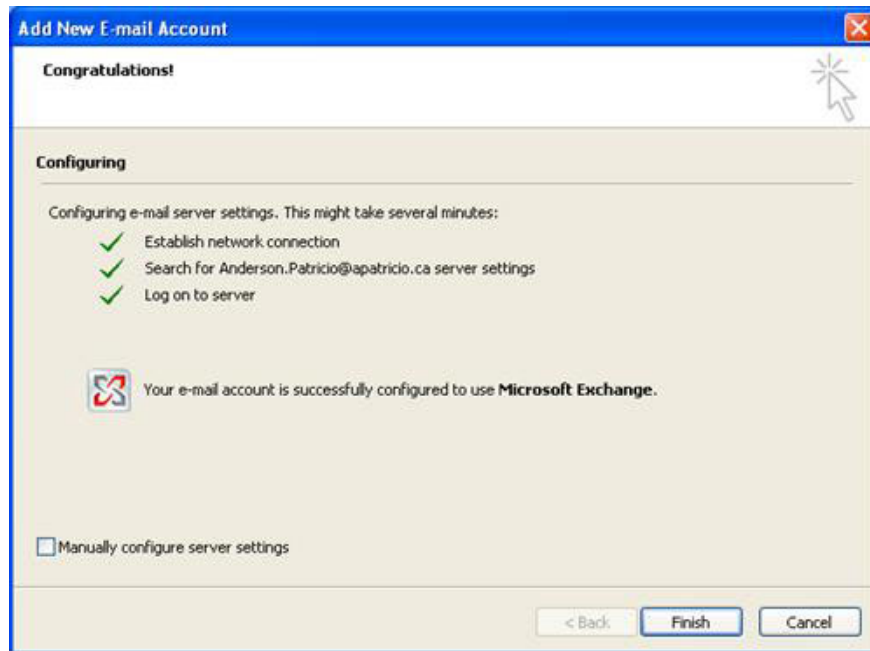 Add New E-mail Account
Congratulations!
Configuring
Configuring e-mail server settings. This might take several minutes:
Establish network connection
Search for Anderson.Patricio@apatricio.ca server settings
Log on to server
Your e-mail account is successfully configured to use Microsoft Exchange.
Manually configure server settings
< Back Finish Cancel